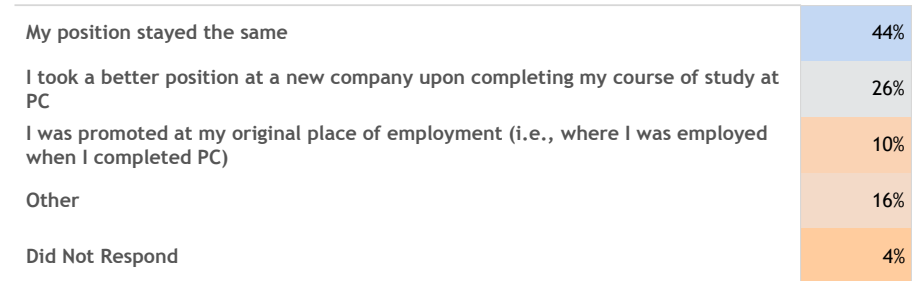 My position stayed the same 44%
I took a better position at a new company upon completing my course of study at
PC 26%
I was promoted at my original place of employment (i.e., where I was employed
when I completed PC) 10%
Other 16%
Did Not Respond 4%